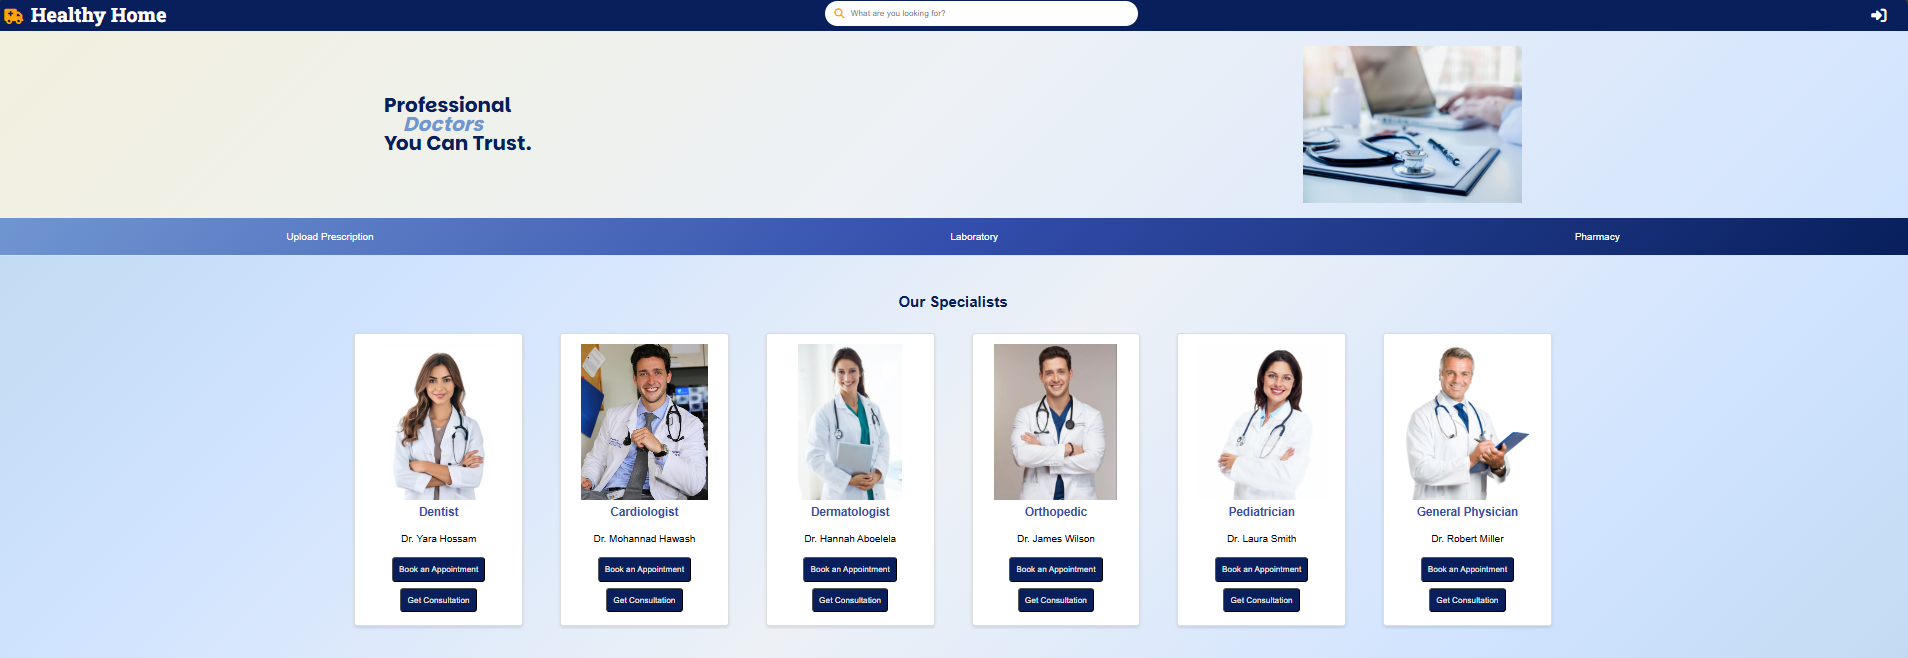 Healthy Home
What are you looking for?
Professional
Doctors
You Can Trust.
Upload Prescription
Laboratory
Pharmacy
Our Specialists
Dentist
Dr. Yara Hossam
Book an Appointment
Get Consultation
Cardiologist
Dr. Mohannad Hawash
Book an Appointment
Get Consultation
Dermatologist
Dr. Hannah Aboelela
Book an Appointment
Get Consultation
Orthopedic
Dr. James Wilson
Book an Appointment
Get Consultation
Pediatrician
Dr. Laura Smith
Book an Appointment
Get Consultation
General Physician
Dr. Robert Miller
Book an Appointment
Get Consultation